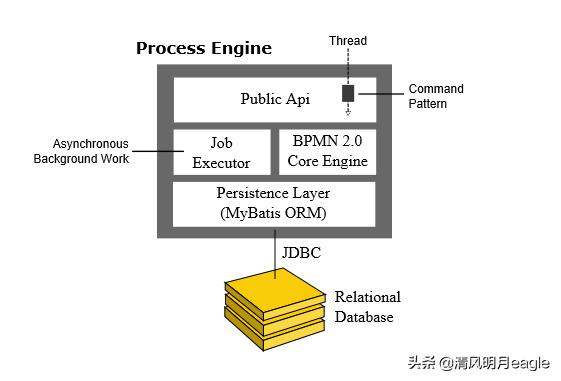 Process Engine
Thread
Public Api
Command
Pattern
Asynchronous
Background Work
Job
Executor
BPMN 2.0
Core Engine
Persistence Layer
(MyBatis ORM)
JDBC
Relational
Database
头条 @清风明月eagle